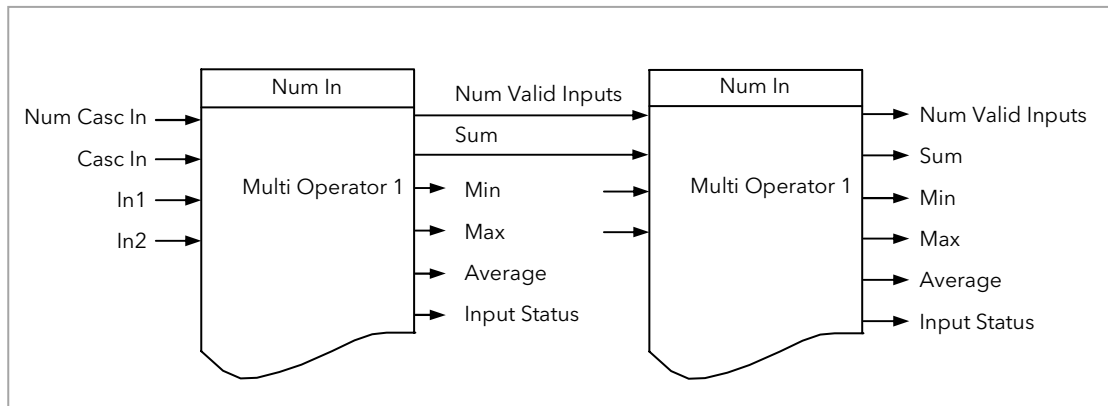 Num In
Num Casc In
Casc In
In1
In2
Multi Operator 1
Num Valid Inputs
Sum
Min
Max
Average
Input Status
Num In
Multi Operator 1
Num Valid Inputs
Sum
Min
Max
Average
Input Status